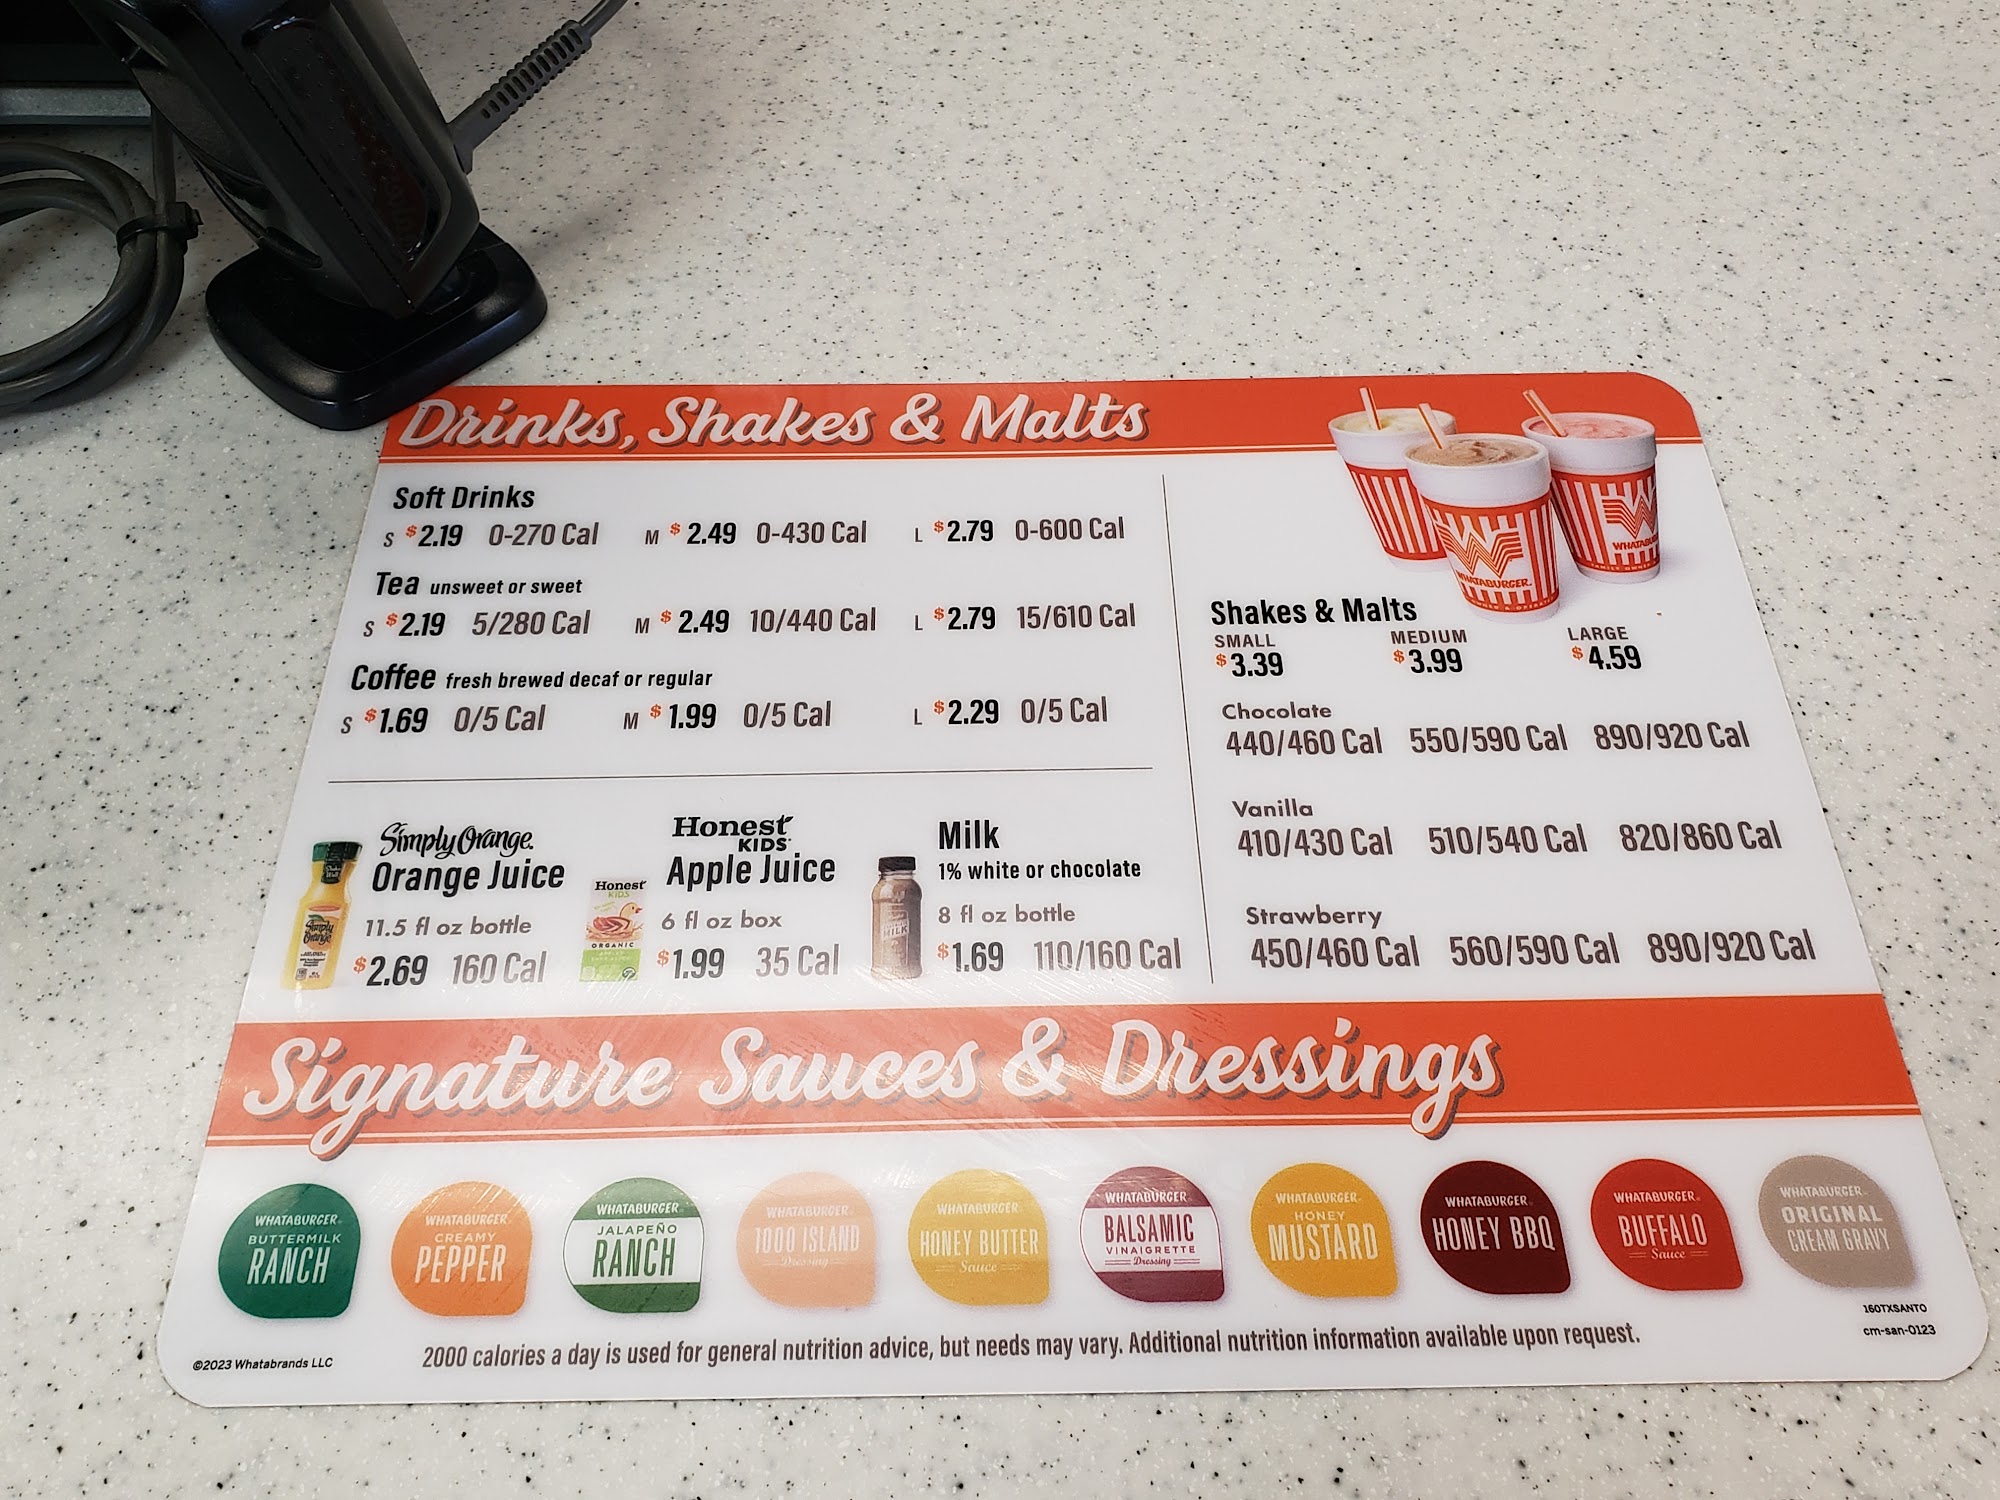 Drinks, Shakes & Malts
Soft Drinks
S $2.19 0-270 Cal M $2.49 0-430 Cal L $2.79 0-600 Cal
Tea unsweet or sweet
S $2.19 5/280 Cal M $2.49 10/440 Cal L $2.79 15/610 Cal
Coffee fresh brewed decaf or regular
S $1.69 0/5 Cal M $1.99 0/5 Cal L $2.29 0/5 Cal
Simply Orange
Orange Juice
11.5 fl oz bottle
$2.69 160 Cal
Simply
Orange
Honest
KIDS
Apple Juice
6 fl oz box
$1.99 35 Cal
Honest
KIDS
ORGANIC
Milk
1% white or chocolate
8 fl oz bottle
$1.69 110/160 Cal
MILK
WHATABURGER
WHATABURGER
Shakes & Malts
SMALL MEDIUM LARGE
$3.39 $3.99 $4.59
Chocolate
440/460 Cal 550/590 Cal 890/920 Cal
Vanilla
410/430 Cal 510/540 Cal 820/860 Cal
Strawberry
450/460 Cal 560/590 Cal 890/920 Cal
Signature Sauces & Dressings
WHATABURGER
BUTTERMILK
RANCH
WHATABURGER
CREAMY
PEPPER
WHATABURGER
JALAPEÑO
RANCH
WHATABURGER
1000 ISLAND
Dressing
WHATABURGER
HONEY BUTTER
Sauce
WHATABURGER
BALSAMIC
VINAIGRETTE
Dressing
WHATABURGER
HONEY
MUSTARD
WHATABURGER
HONEY BBQ
WHATABURGER
BUFFALO
Sauce
WHATABURGER
ORIGINAL
CREAM GRAVY
160TXSANTO
cm-san-0123
©2023 Whatabrands LLC
2000 calories a day is used for general nutrition advice, but needs may vary. Additional nutrition information available upon request.